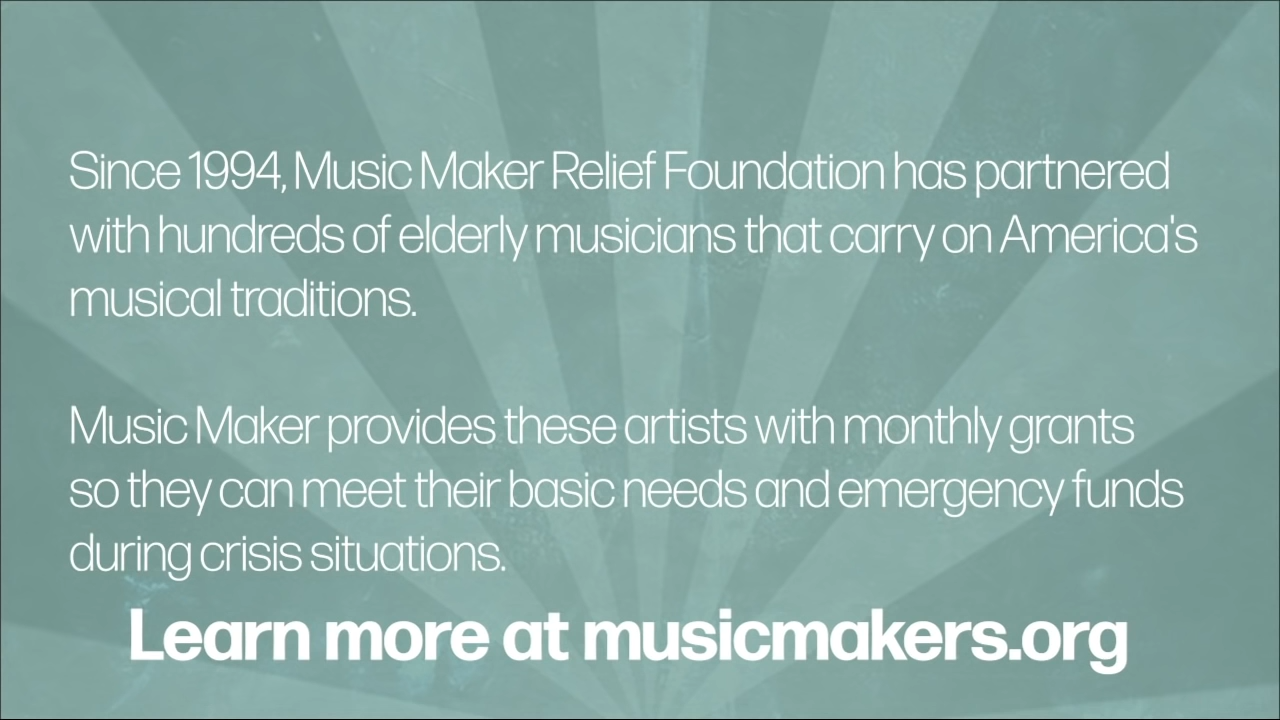 Since 1994, Music Maker Relief Foundation has partnered
with hundreds of elderly musicians that carry on America's
musical traditions.
Music Maker provides these artists with monthly grants
so they can meet their basic needs and emergency funds
during crisis situations.
Learn more at musicmakers.org